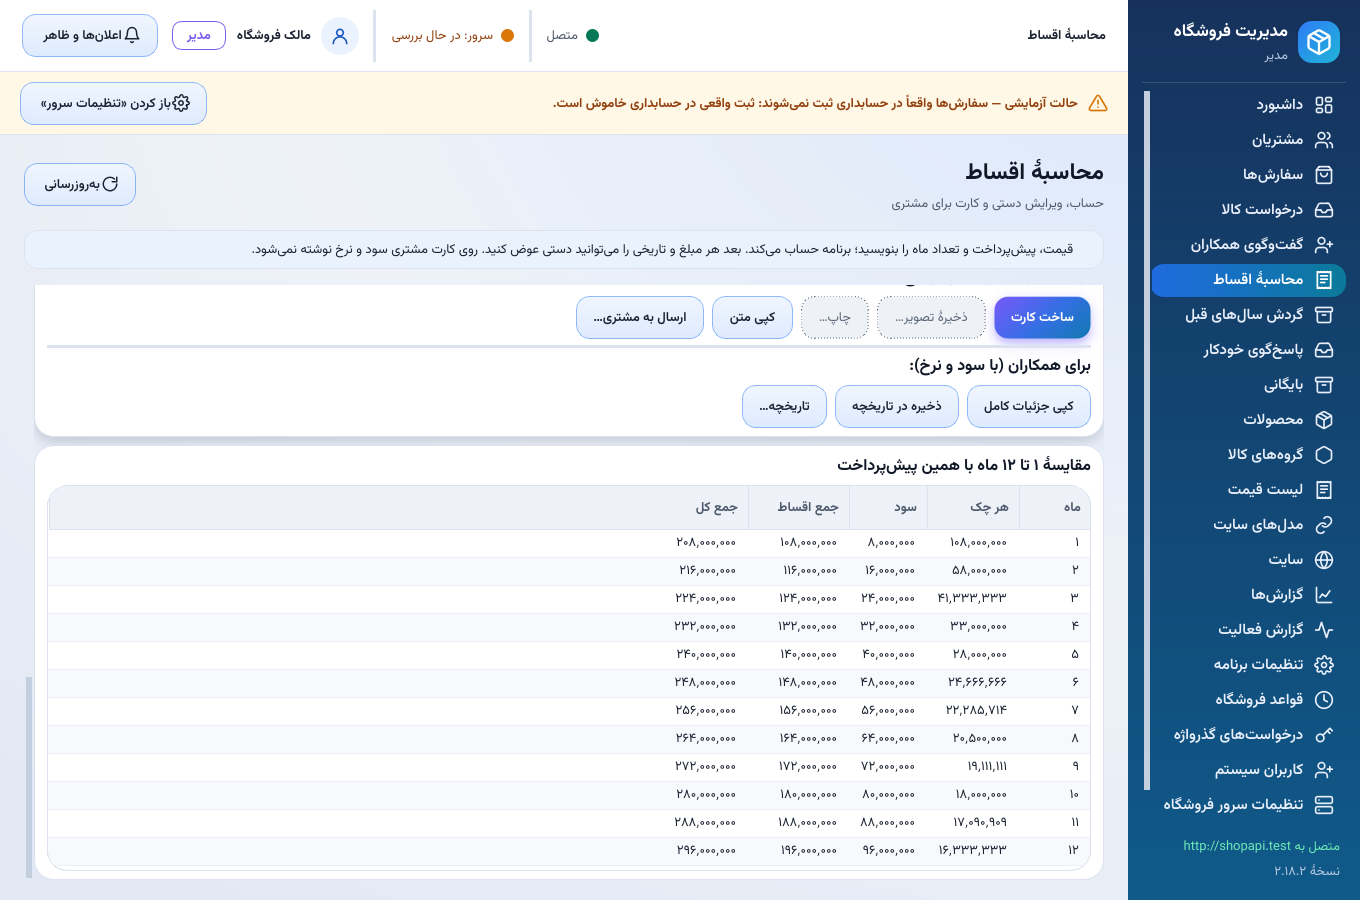 مدیریت فروشگاه
مدیر
داشبورد
مشتریان
سفارش‌ها
درخواست کالا
گفت‌وگوی همکاران
محاسبهٔ اقساط
گردش سال‌های قبل
پاسخ‌گوی خودکار
بایگانی
محصولات
گروه‌های کالا
لیست قیمت
مدل‌های سایت
سایت
گزارش‌ها
گزارش فعالیت
تنظیمات برنامه
قواعد فروشگاه
درخواست‌های گذرواژه
کاربران سیستم
تنظیمات سرور فروشگاه
متصل به http://shopapi.test
نسخهٔ ۲.۱۸.۲
محاسبهٔ اقساط
متصل
سرور: در حال بررسی
مالک فروشگاه
مدیر
اعلان‌ها و ظاهر
حالت آزمایشی — سفارش‌ها واقعاً در حسابداری ثبت نمی‌شوند: ثبت واقعی در حسابداری خاموش است.
باز کردن «تنظیمات سرور»
محاسبهٔ اقساط
حساب، ویرایش دستی و کارت برای مشتری
به‌روزرسانی
قیمت، پیش‌پرداخت و تعداد ماه را بنویسید؛ برنامه حساب می‌کند. بعد هر مبلغ و تاریخی را می‌توانید دستی عوض کنید. روی کارت مشتری سود و نرخ نوشته نمی‌شود.
ساخت کارت
ذخیرهٔ تصویر...
چاپ...
کپی متن
ارسال به مشتری...
برای همکاران (با سود و نرخ):
کپی جزئیات کامل
ذخیره در تاریخچه
تاریخچه...
مقایسهٔ ۱ تا ۱۲ ماه با همین پیش‌پرداخت
ماه هر چک سود جمع اقساط جمع کل
۱ ۱۰۸,۰۰۰,۰۰۰ ۸,۰۰۰,۰۰۰ ۱۰۸,۰۰۰,۰۰۰ ۲۰۸,۰۰۰,۰۰۰
۲ ۵۸,۰۰۰,۰۰۰ ۱۶,۰۰۰,۰۰۰ ۱۱۶,۰۰۰,۰۰۰ ۲۱۶,۰۰۰,۰۰۰
۳ ۴۱,۳۳۳,۳۳۳ ۲۴,۰۰۰,۰۰۰ ۱۲۴,۰۰۰,۰۰۰ ۲۲۴,۰۰۰,۰۰۰
۴ ۳۳,۰۰۰,۰۰۰ ۳۲,۰۰۰,۰۰۰ ۱۳۲,۰۰۰,۰۰۰ ۲۳۲,۰۰۰,۰۰۰
۵ ۲۸,۰۰۰,۰۰۰ ۴۰,۰۰۰,۰۰۰ ۱۴۰,۰۰۰,۰۰۰ ۲۴۰,۰۰۰,۰۰۰
۶ ۲۴,۶۶۶,۶۶۶ ۴۸,۰۰۰,۰۰۰ ۱۴۸,۰۰۰,۰۰۰ ۲۴۸,۰۰۰,۰۰۰
۷ ۲۲,۲۸۵,۷۱۴ ۵۶,۰۰۰,۰۰۰ ۱۵۶,۰۰۰,۰۰۰ ۲۵۶,۰۰۰,۰۰۰
۸ ۲۰,۵۰۰,۰۰۰ ۶۴,۰۰۰,۰۰۰ ۱۶۴,۰۰۰,۰۰۰ ۲۶۴,۰۰۰,۰۰۰
۹ ۱۹,۱۱۱,۱۱۱ ۷۲,۰۰۰,۰۰۰ ۱۷۲,۰۰۰,۰۰۰ ۲۷۲,۰۰۰,۰۰۰
۱۰ ۱۸,۰۰۰,۰۰۰ ۸۰,۰۰۰,۰۰۰ ۱۸۰,۰۰۰,۰۰۰ ۲۸۰,۰۰۰,۰۰۰
۱۱ ۱۷,۰۹۰,۹۰۹ ۸۸,۰۰۰,۰۰۰ ۱۸۸,۰۰۰,۰۰۰ ۲۸۸,۰۰۰,۰۰۰
۱۲ ۱۶,۳۳۳,۳۳۳ ۹۶,۰۰۰,۰۰۰ ۱۹۶,۰۰۰,۰۰۰ ۲۹۶,۰۰۰,۰۰۰